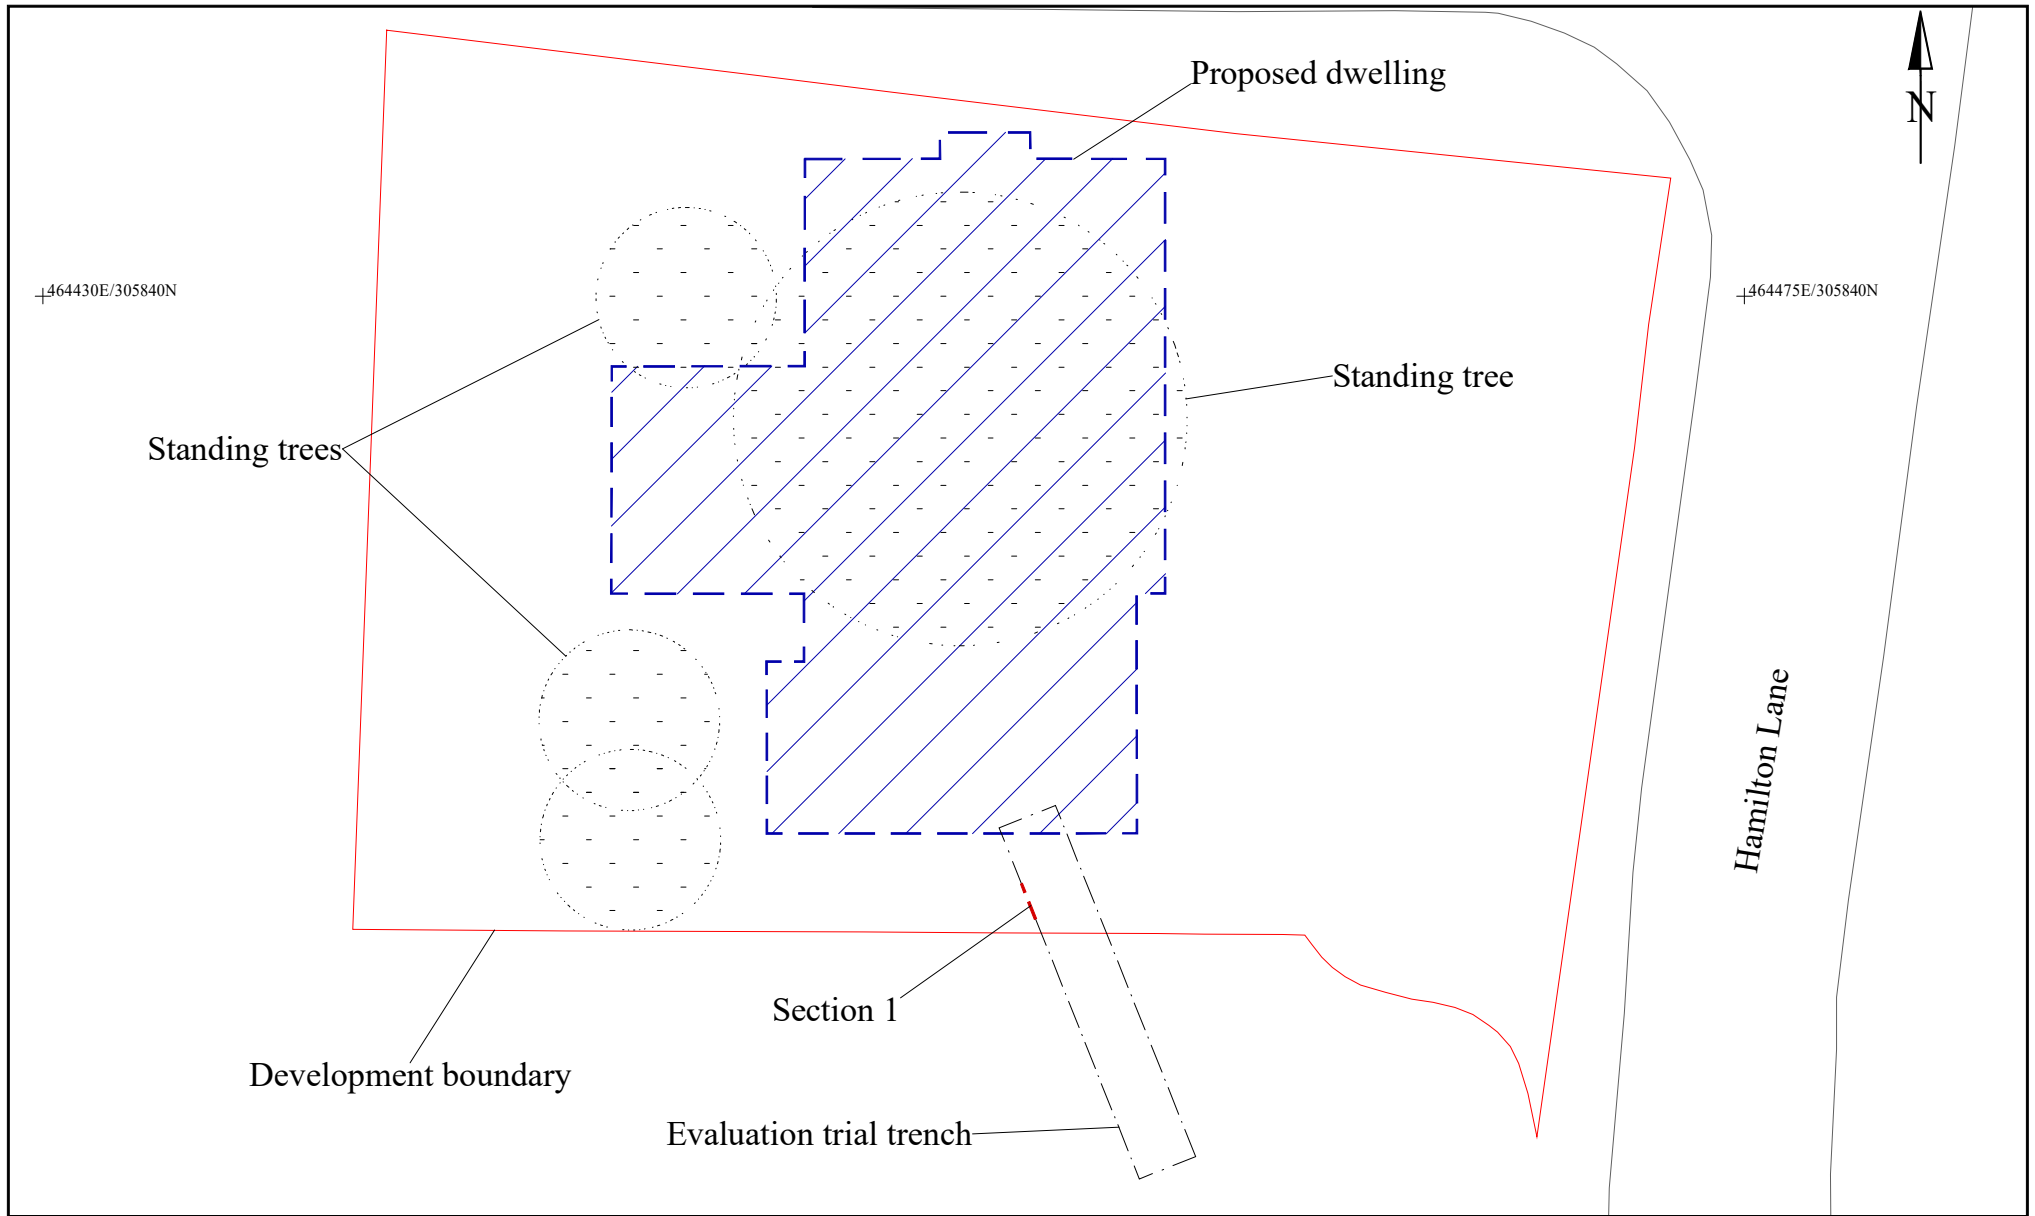 Proposed dwelling
N
464430E/305840N
464475E/305840N
Standing tree
Standing trees
Hamilton Lane
Section 1
Development boundary
Evaluation trial trench